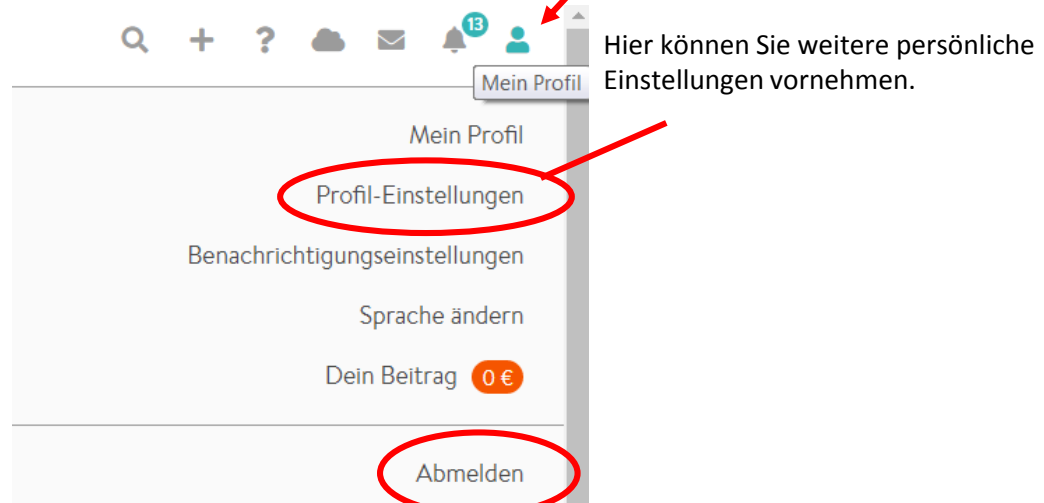 13
Mein Profil
Hier können Sie weitere persönliche
Einstellungen vornehmen.
Mein Profil
Profil-Einstellungen
Benachrichtigungseinstellungen
Sprache ändern
Dein Beitrag 0 €
Abmelden